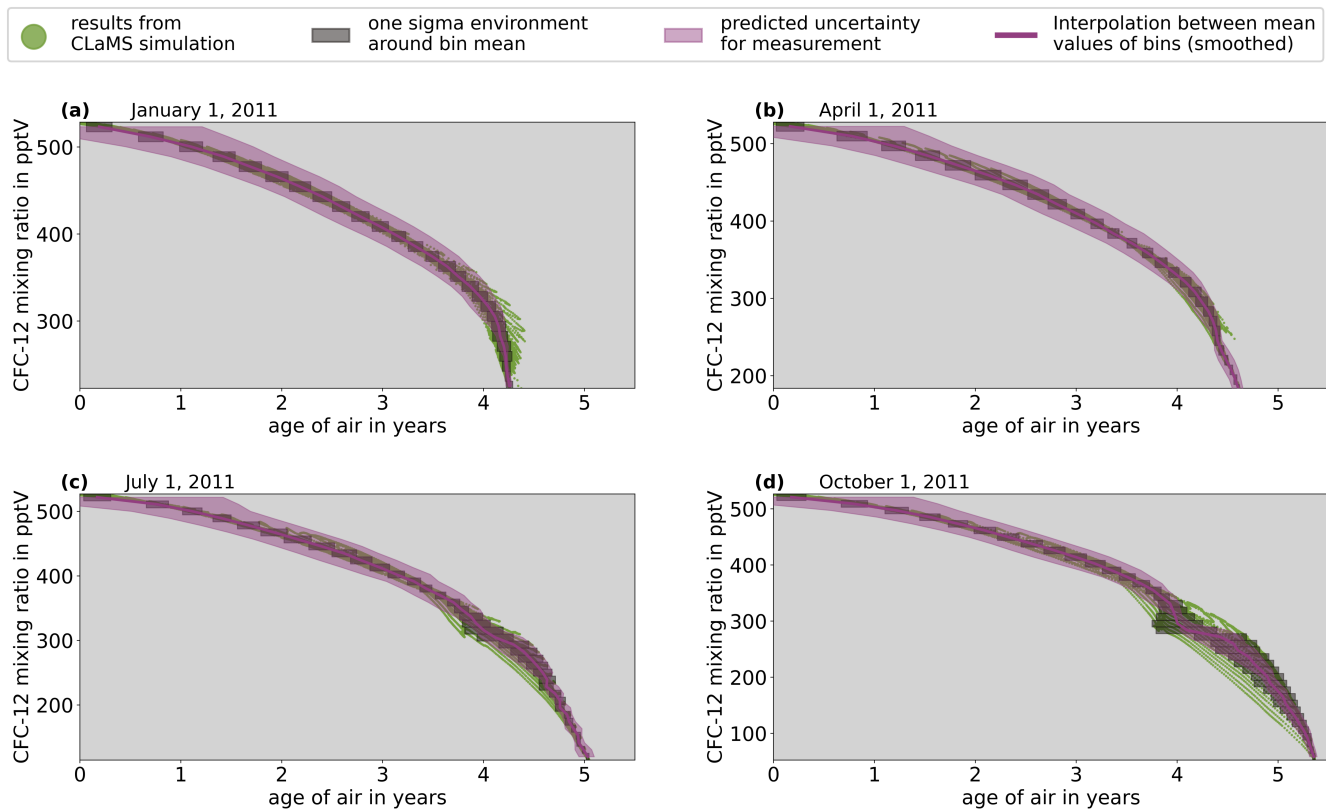 results from
CLaMS simulation
one sigma environment
around bin mean
predicted uncertainty
for measurement
Interpolation between mean
values of bins (smoothed)
(a) January 1, 2011
CFC-12 mixing ratio in pptV
500
400
300
0 1 2 3 4 5
age of air in years
(b) April 1, 2011
CFC-12 mixing ratio in pptV
500
400
300
200
0 1 2 3 4 5
age of air in years
(c) July 1, 2011
CFC-12 mixing ratio in pptV
500
400
300
200
0 1 2 3 4 5
age of air in years
(d) October 1, 2011
CFC-12 mixing ratio in pptV
500
400
300
200
100
0 1 2 3 4 5
age of air in years